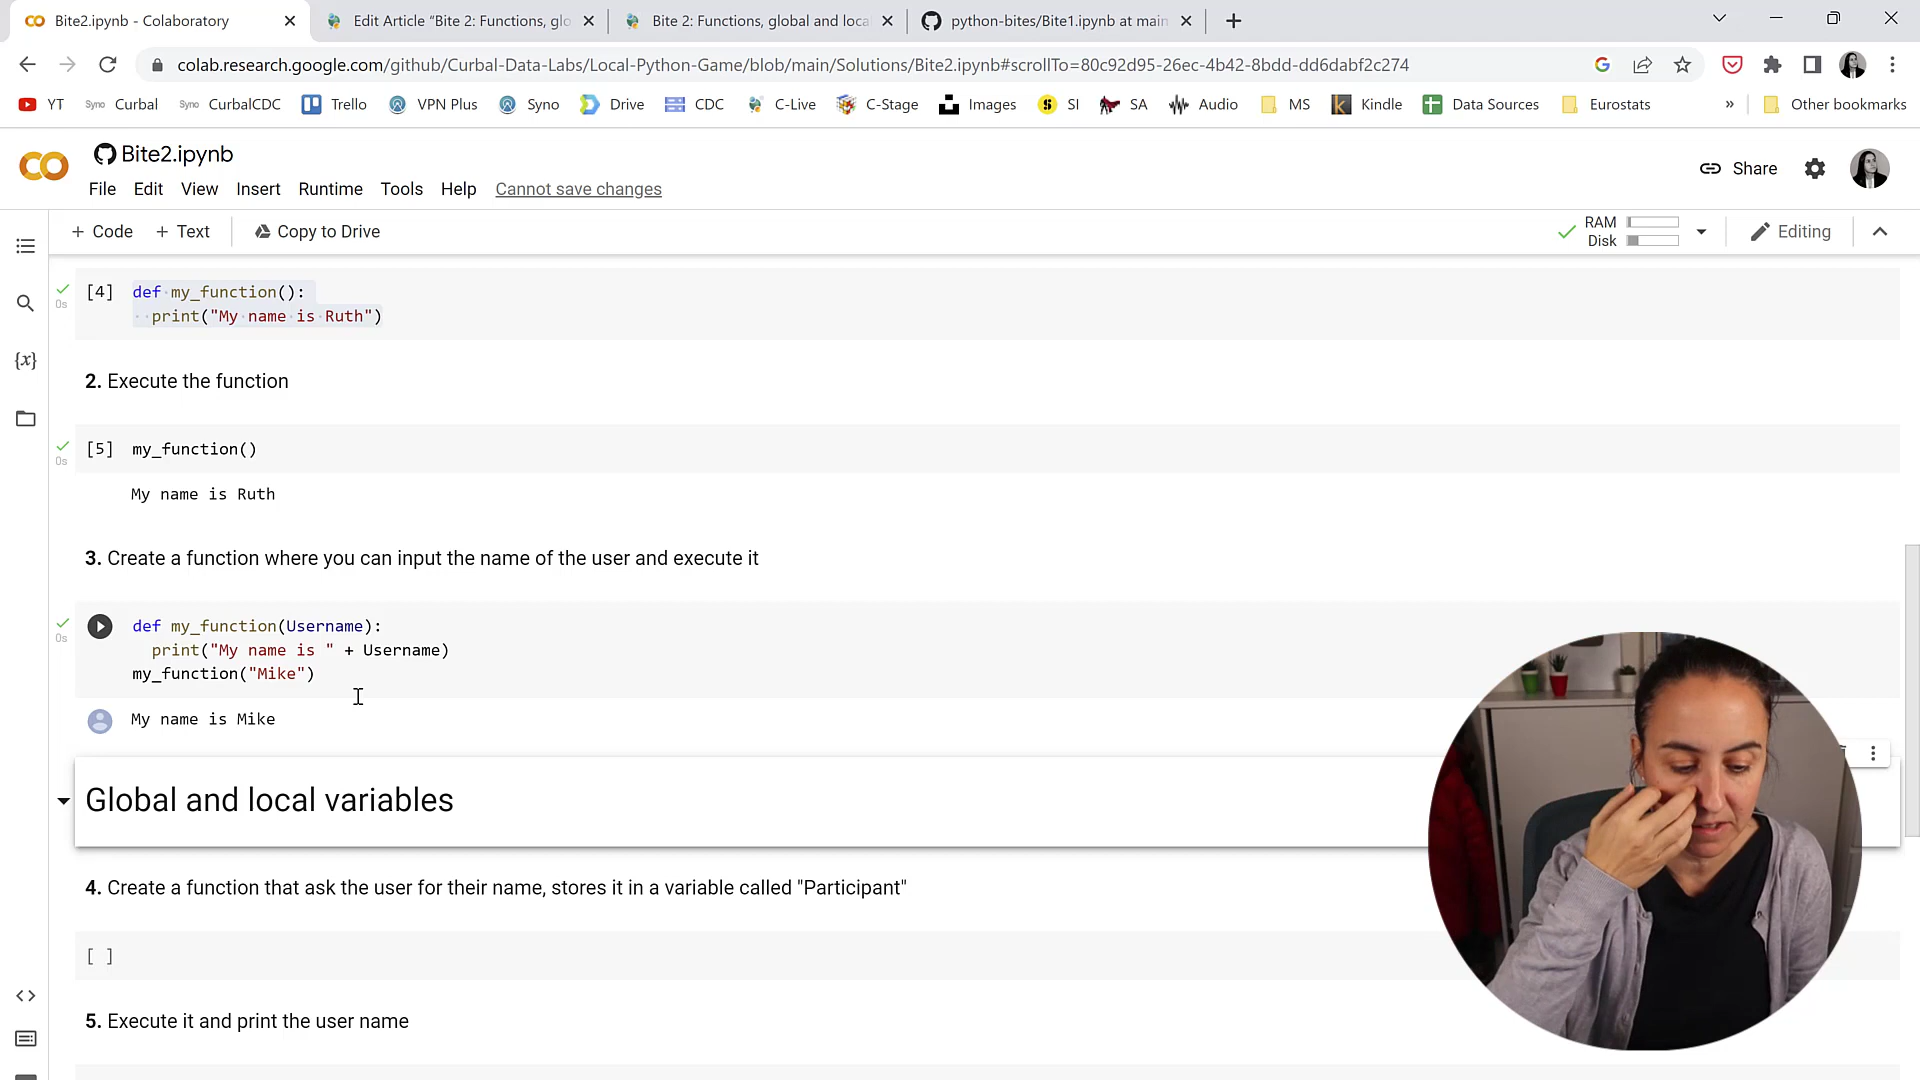 Bite2.ipynb - Colaboratory
Edit Article "Bite 2: Functions, glo
Bite 2: Functions, global and loca
python-bites/Bite1.ipynb at main
colab.research.google.com/github/Curbal-Data-Labs/Local-Python-Game/blob/main/Solutions/Bite2.ipynb#scrollTo=80c92d95-26ec-4b42-8bdd-dd6dabf2c274
YT Syno Curbal Syno CurbalCDC Trello VPN Plus Syno Drive CDC C-Live C-Stage Images SI SA Audio MS Kindle Data Sources Eurostats » Other bookmarks
CO Bite2.ipynb
Share
File Edit View Insert Runtime Tools Help Cannot save changes
+ Code + Text Copy to Drive
RAM
Disk
Editing
{x}
0s [4] def my_function():
print("My name is Ruth")
2. Execute the function
0s [5] my_function()
My name is Ruth
3. Create a function where you can input the name of the user and execute it
0s def my_function(Username):
print("My name is " + Username)
my_function("Mike")
My name is Mike
Global and local variables
4. Create a function that ask the user for their name, stores it in a variable called "Participant"
[ ]
5. Execute it and print the user name